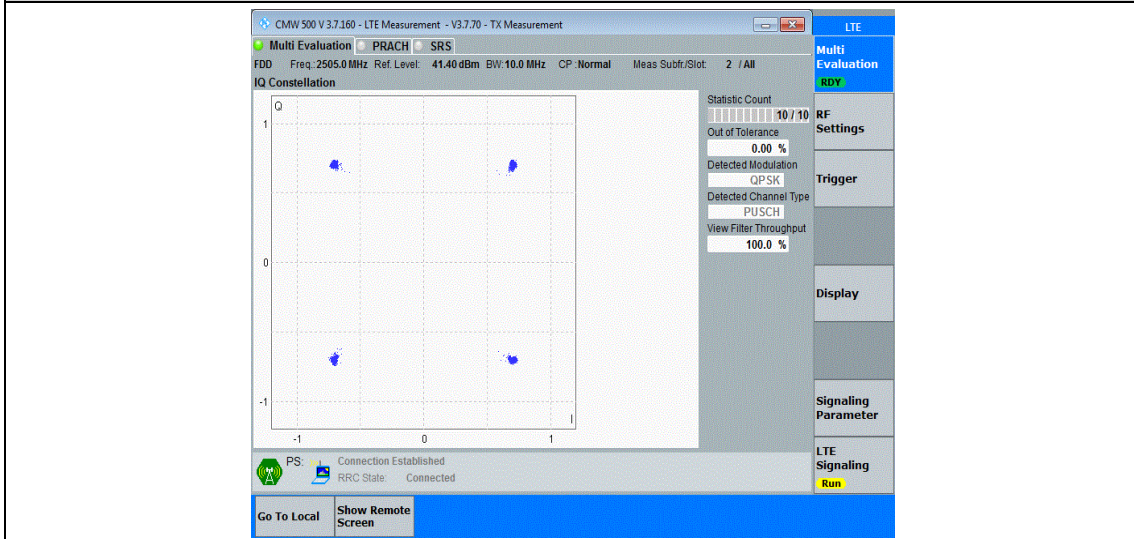 CMW 500 V 3.7.160 - LTE Measurement - V3.7.70 - TX Measurement
LTE
Multi Evaluation PRACH SRS
Multi
Evaluation
RDY
FDD Freq.: 2505.0 MHz Ref. Level: 41.40 dBm BW: 10.0 MHz CP : Normal Meas Subfr./Slot: 2 / All
IQ Constellation
Q
1
0
-1
-1
0
1
I
Statistic Count
10 / 10
Out of Tolerance
0.00 %
Detected Modulation
QPSK
Detected Channel Type
PUSCH
View Filter Throughput
100.0 %
RF
Settings
Trigger
Display
Signaling
Parameter
LTE
Signaling
Run
PS: Connection Established
RRC State: Connected
Go To Local
Show Remote
Screen